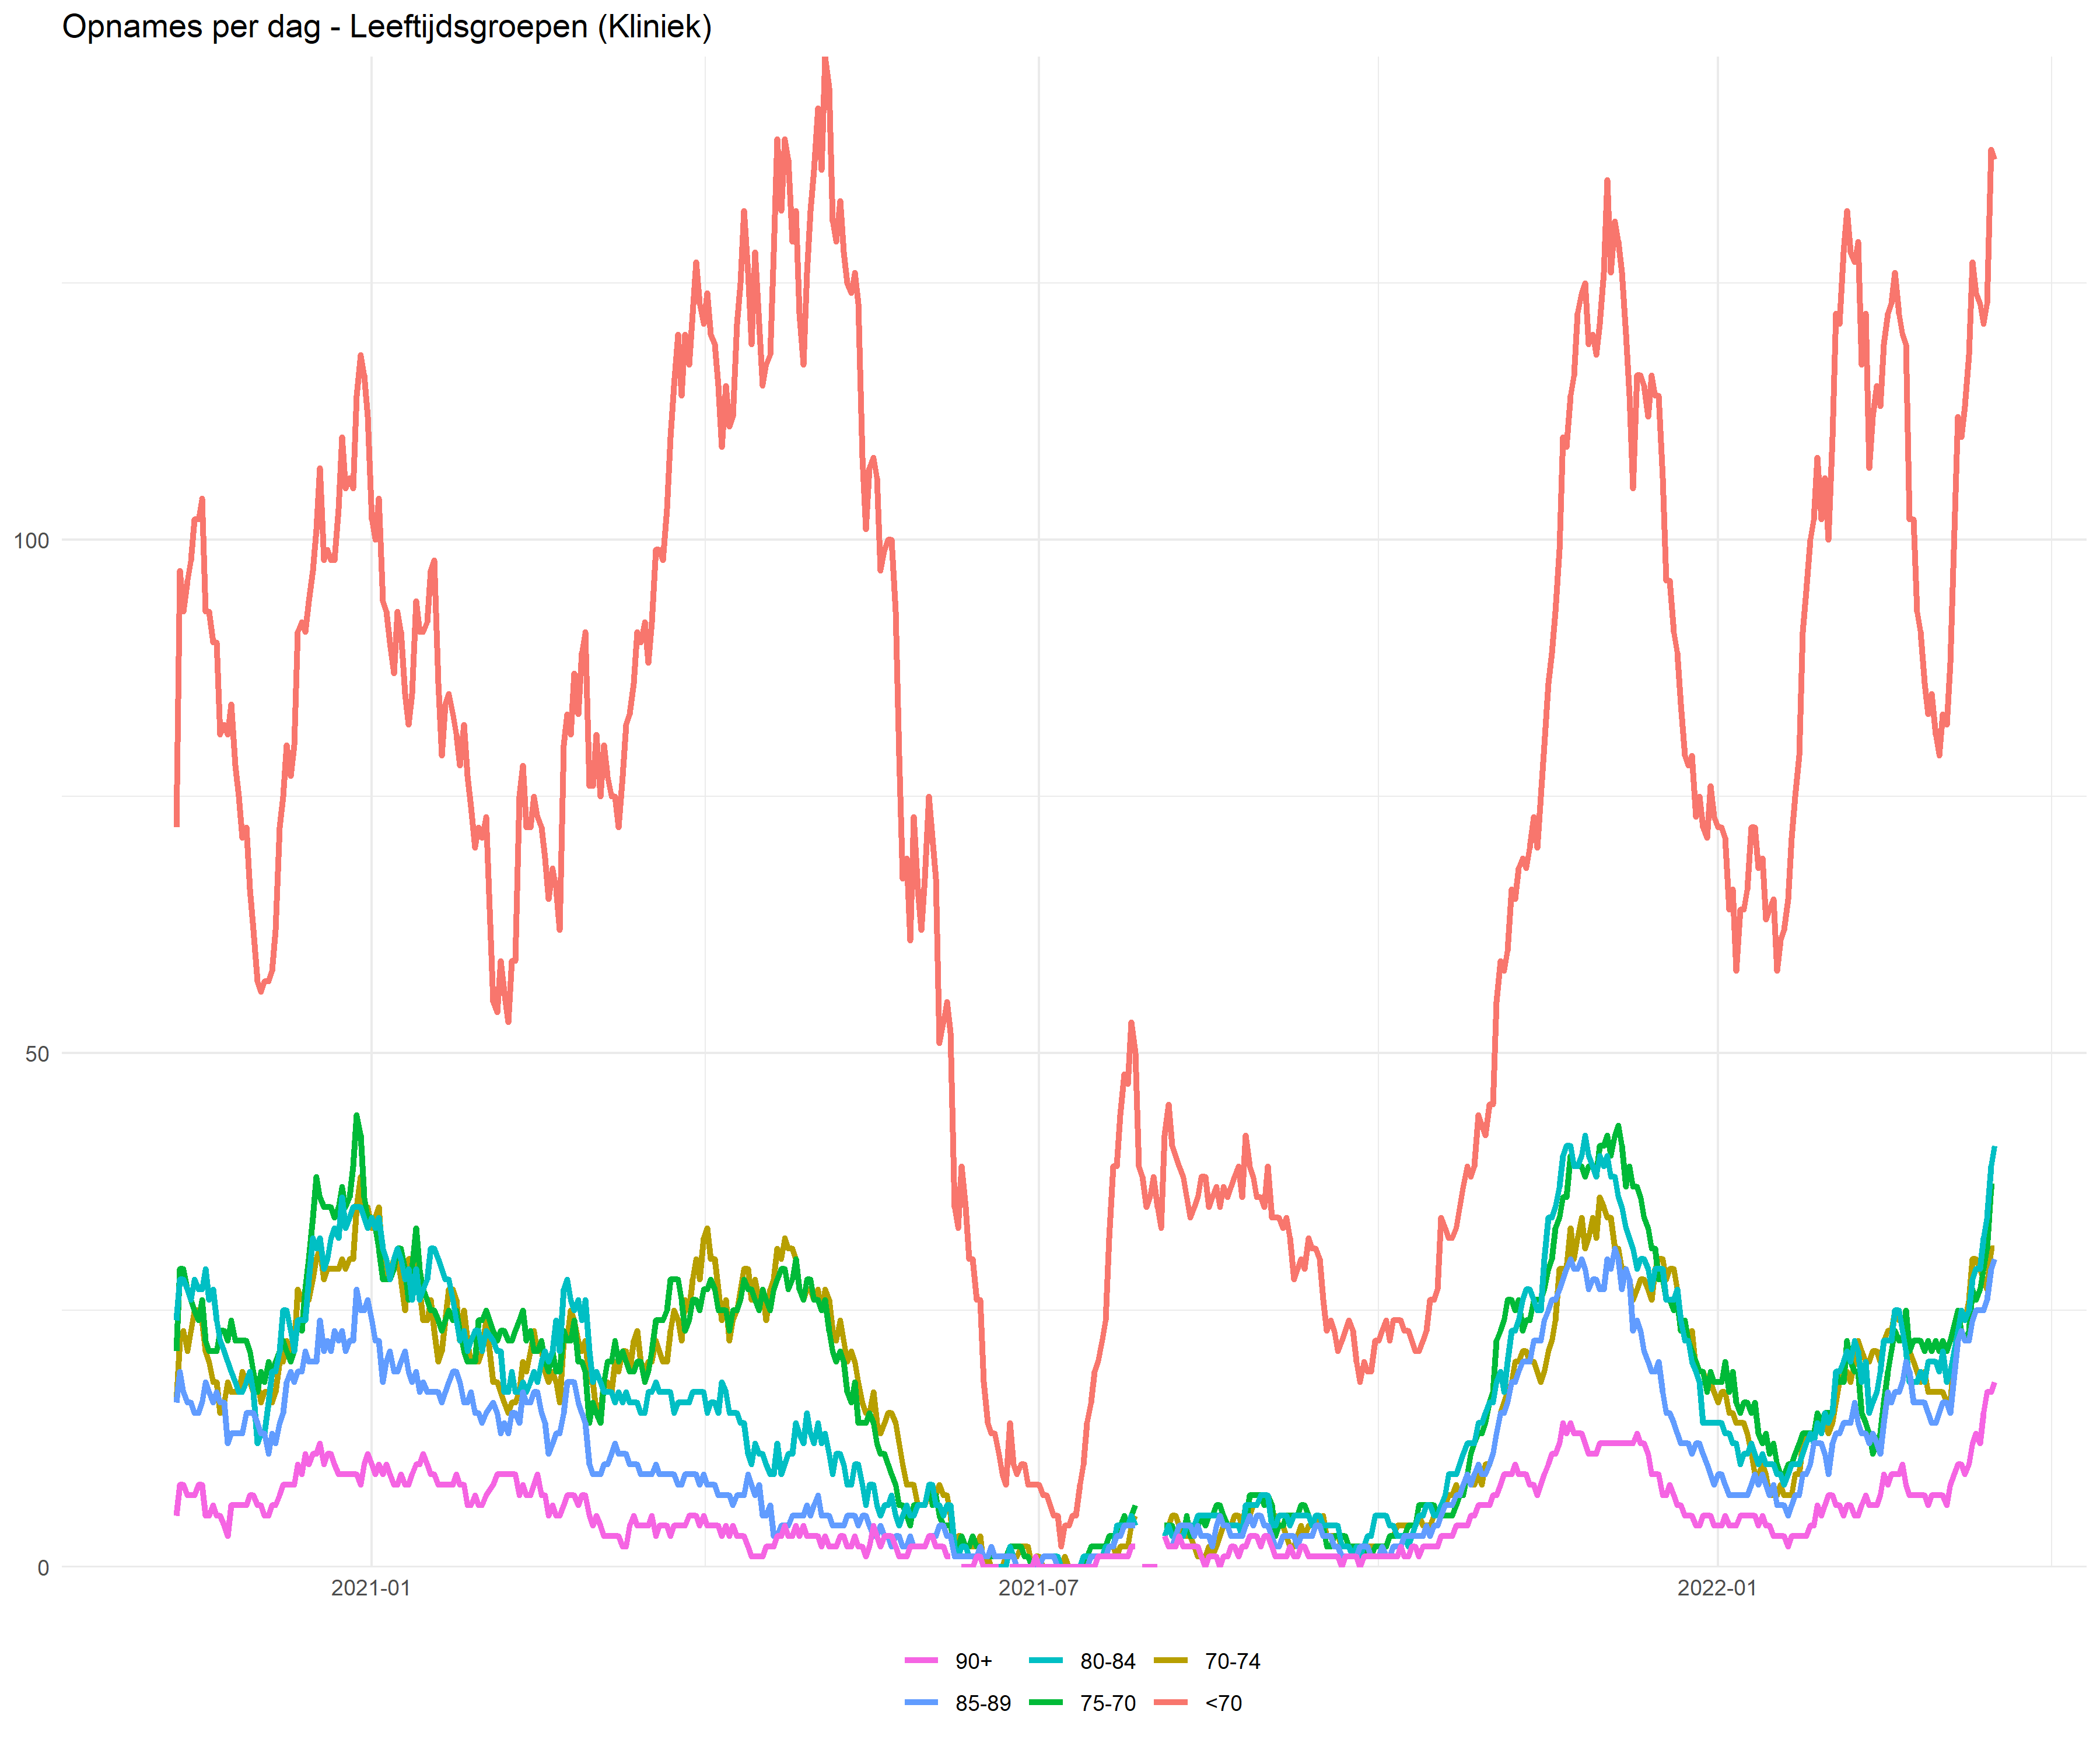 Opnames per dag - Leeftijdsgroepen (Kliniek)
100
50
0
2021-01 2021-07 2022-01
90+ 80-84 70-74
85-89 75-70 <70